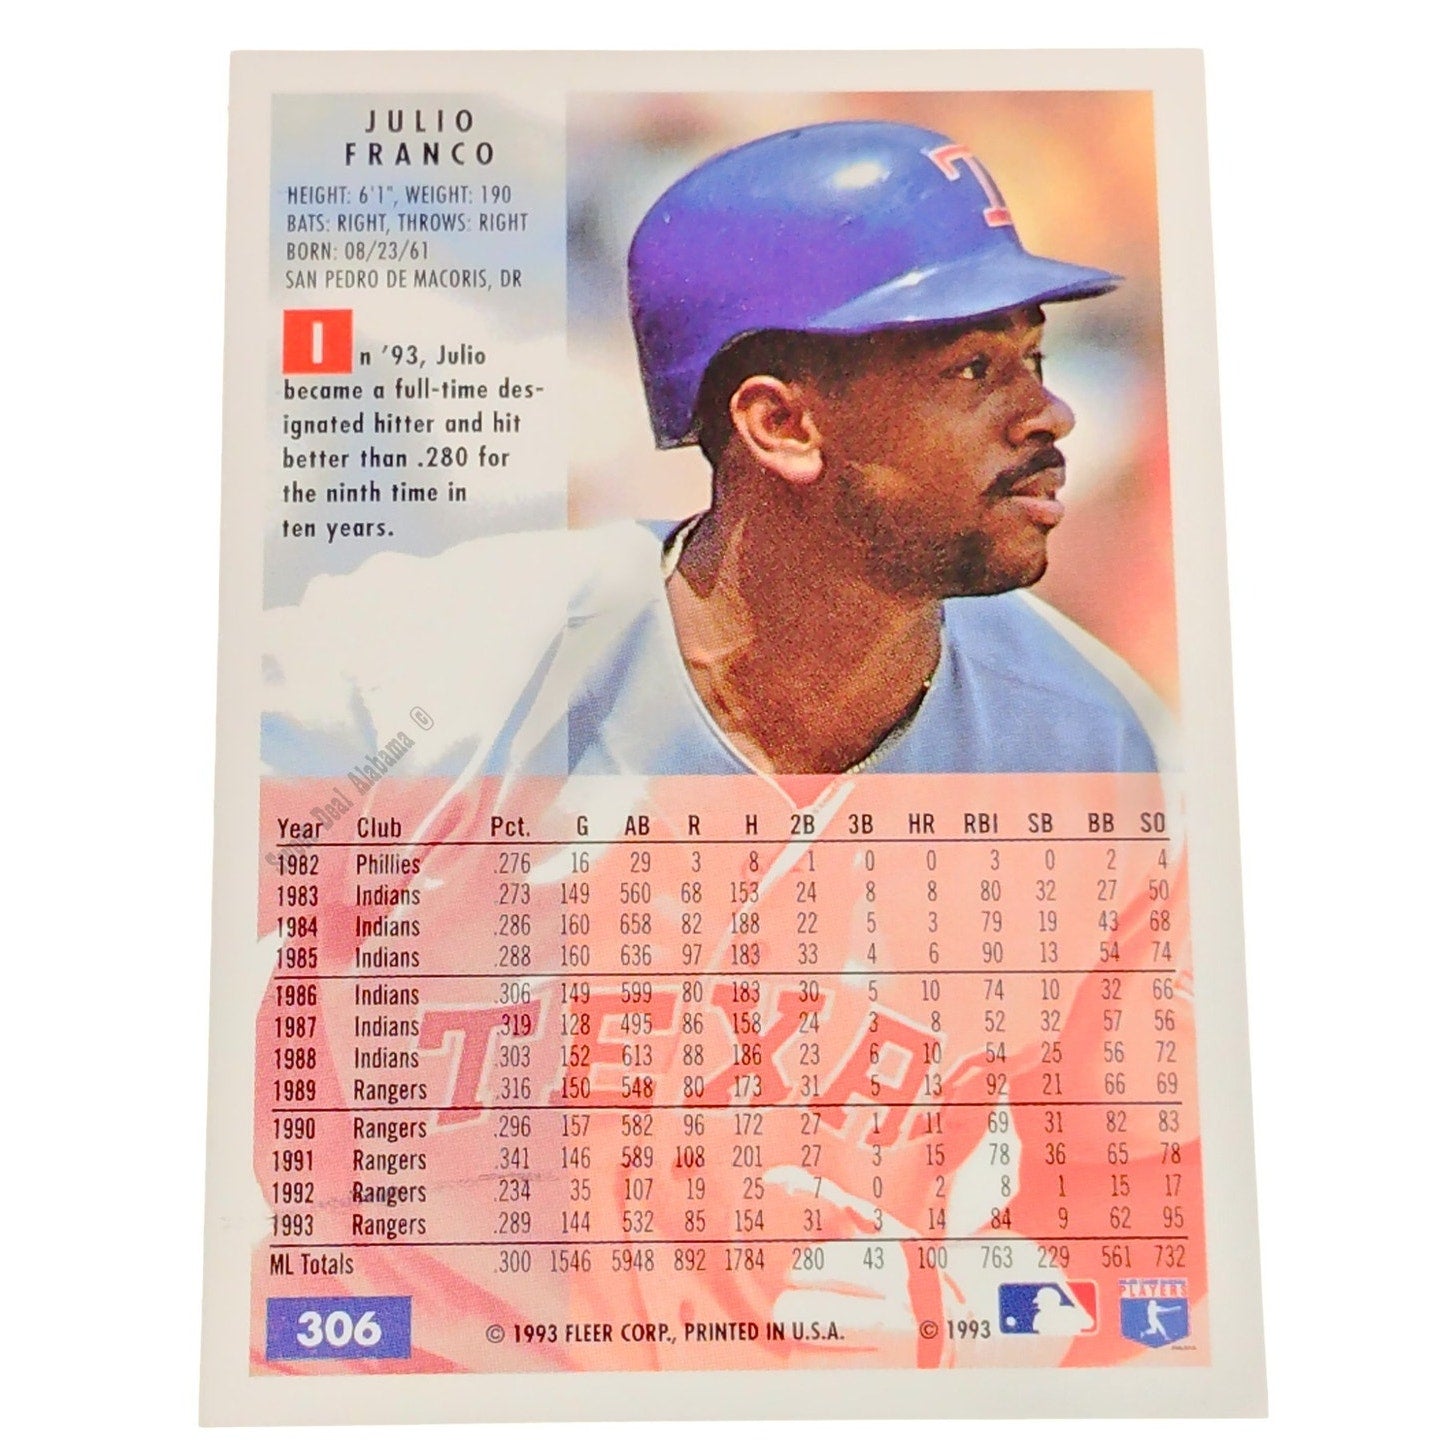 JULIO
FRANCO
HEIGHT: 6'1", WEIGHT: 190
BATS: RIGHT, THROWS: RIGHT
BORN: 08/23/61
SAN PEDRO DE MACORIS, DR
In '93, Julio
became a full-time des-
ignated hitter and hit
better than .280 for
the ninth time in
ten years.
T
Deal Alabama ©
Year Club Pct. G AB R H 2B 3B HR RBI SB BB SO
1982 Phillies .276 16 29 3 8 1 0 0 3 0 2 4
1983 Indians .273 149 560 68 153 24 8 8 80 32 27 50
1984 Indians .286 160 658 82 188 22 5 3 79 19 43 68
1985 Indians .288 160 636 97 183 33 4 6 90 13 54 74
1986 Indians .306 149 599 80 183 30 5 10 74 10 32 66
1987 Indians .319 128 495 86 158 24 3 8 52 32 57 56
1988 Indians .303 152 613 88 186 23 6 10 54 25 56 72
1989 Rangers .316 150 548 80 173 31 5 13 92 21 66 69
1990 Rangers .296 157 582 96 172 27 1 11 69 31 82 83
1991 Rangers .341 146 589 108 201 27 3 15 78 36 65 78
1992 Rangers .234 35 107 19 25 7 0 2 8 1 15 17
1993 Rangers .289 144 532 85 154 31 3 14 84 9 62 95
ML Totals .300 1546 5948 892 1784 280 43 100 763 229 561 732
TEXA
306
© 1993 FLEER CORP., PRINTED IN U.S.A.
© 1993
PLAYERS